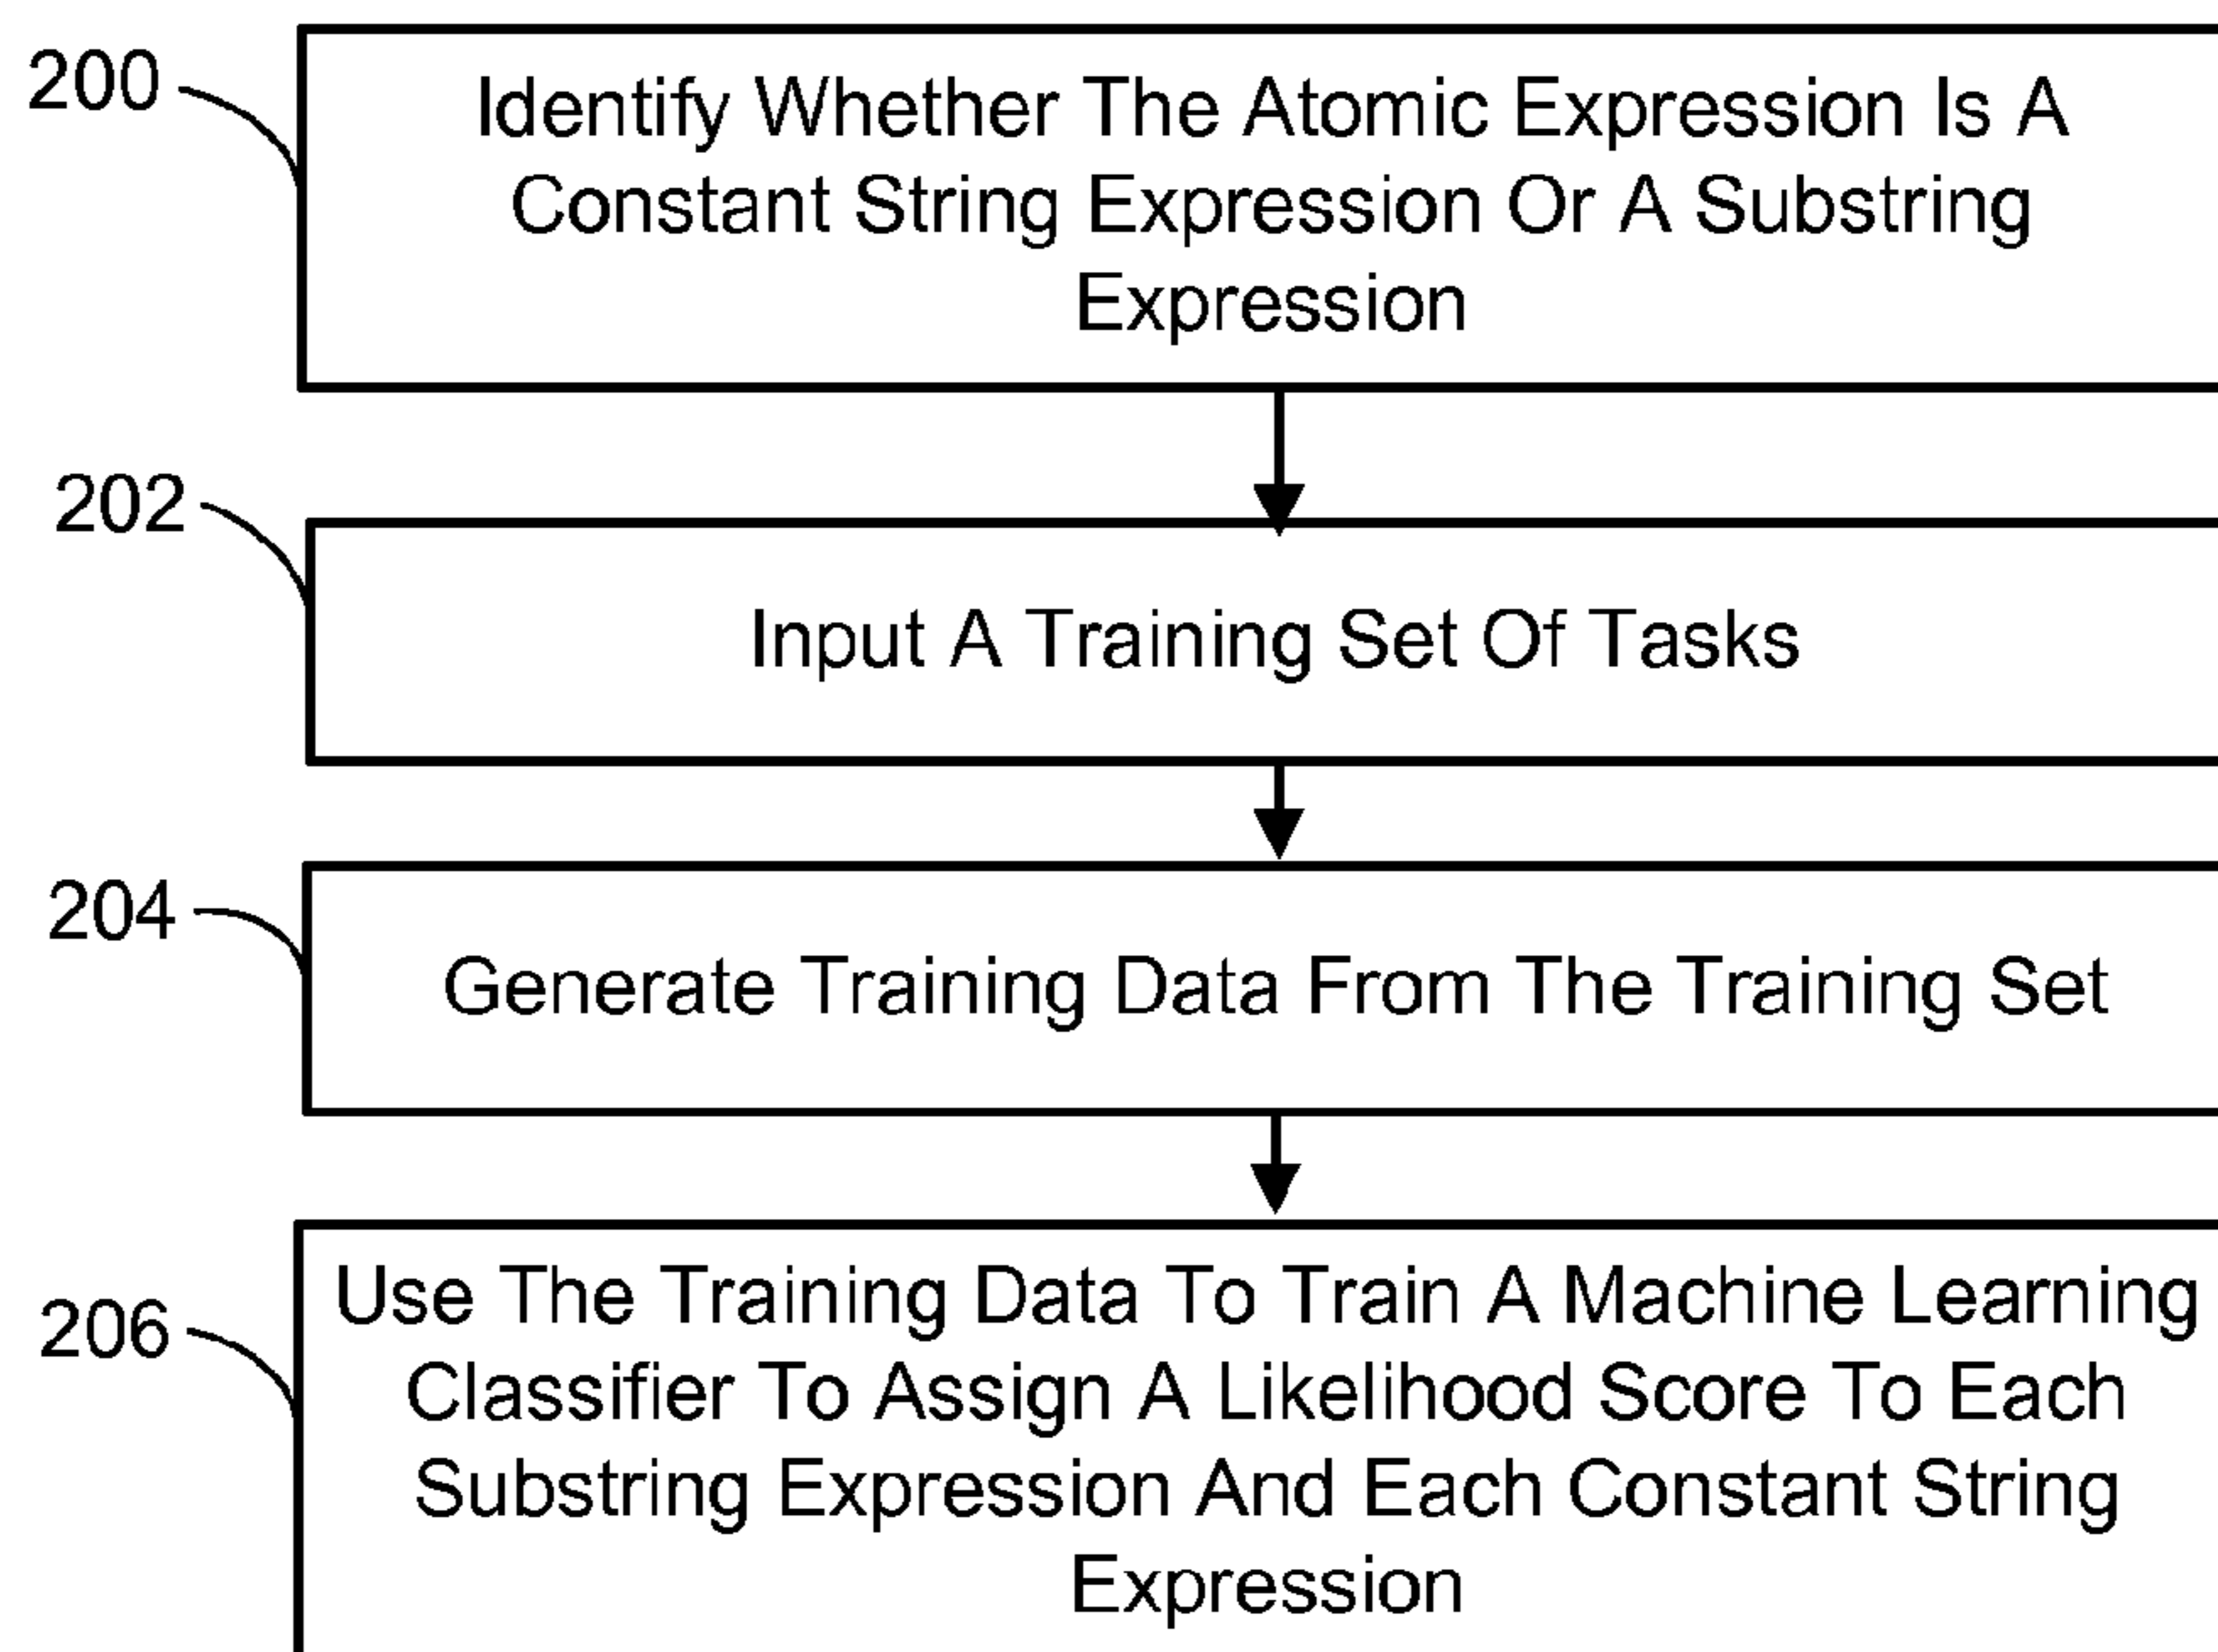 200
Identify Whether The Atomic Expression Is A
Constant String Expression Or A Substring
Expression
202
Input A Training Set Of Tasks
204
Generate Training Data From The Training Set
206
Use The Training Data To Train A Machine Learning
Classifier To Assign A Likelihood Score To Each
Substring Expression And Each Constant String
Expression